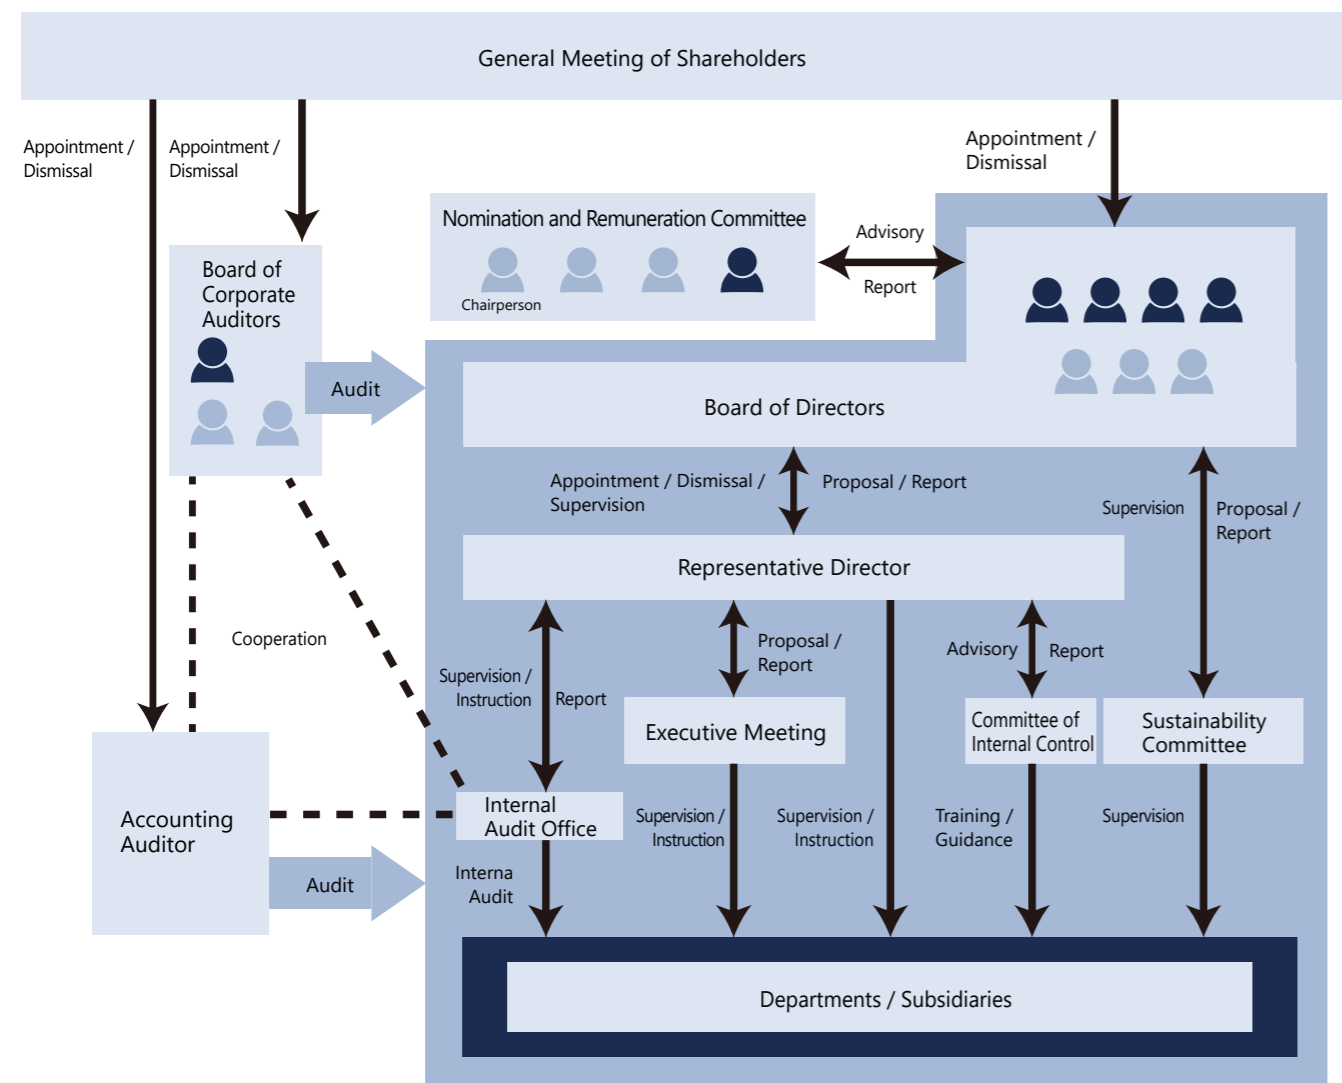 General Meeting of Shareholders
Appointment /
Dismissal
Appointment /
Dismissal
Appointment /
Dismissal
Nomination and Remuneration Committee
Chairperson
Advisory
Report
Board of
Corporate
Auditors
Audit
Board of Directors
Appointment / Dismissal /
Supervision
Proposal / Report
Supervision
Proposal /
Report
Representative Director
Cooperation
Supervision /
Instruction
Report
Proposal /
Report
Advisory
Report
Executive Meeting
Committee of
Internal Control
Sustainability
Committee
Accounting
Auditor
Internal
Audit Office
Supervision /
Instruction
Supervision /
Instruction
Training /
Guidance
Supervision
Audit
Interna
Audit
Departments / Subsidiaries